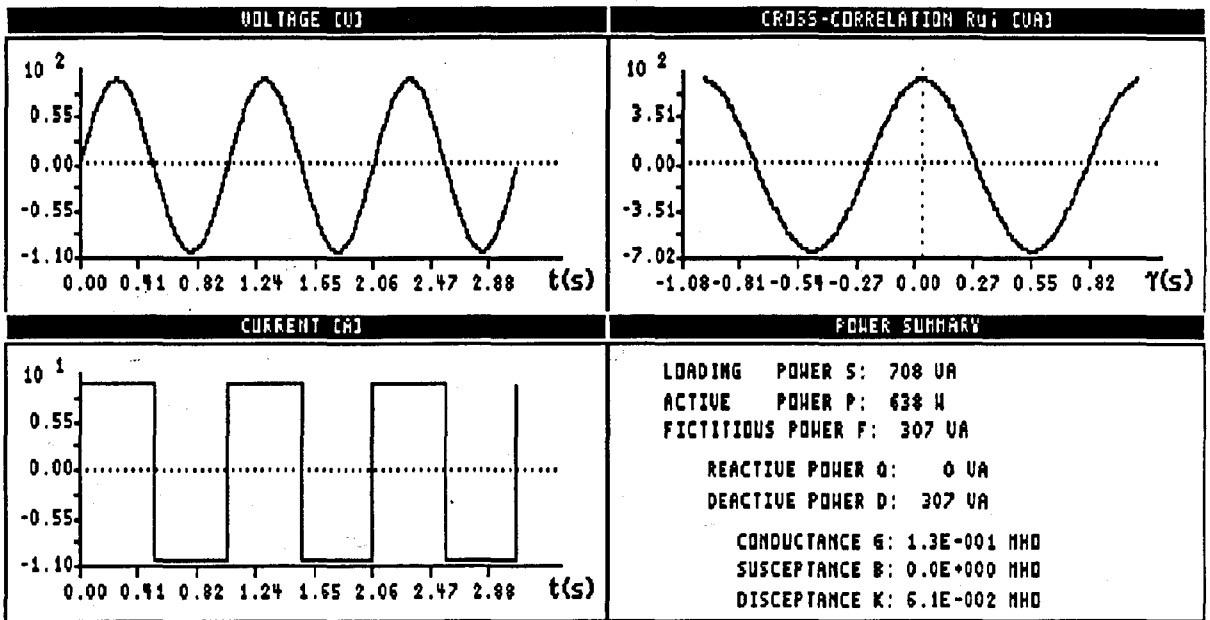 VOLTAGE [V]
10 2
0.55
0.00
-0.55
-1.10
0.00 0.41 0.82 1.24 1.65 2.06 2.47 2.88 t(s)
CROSS-CORRELATION Rui [VA]
10 2
3.51
0.00
-3.51
-7.02
-1.08 -0.81 -0.54 -0.27 0.00 0.27 0.55 0.82 γ(s)
CURRENT [A]
10 1
0.55
0.00
-0.55
-1.10
0.00 0.41 0.82 1.24 1.65 2.06 2.47 2.88 t(s)
POWER SUMMARY
LOADING POWER S: 708 VA
ACTIVE POWER P: 638 W
FICTITIOUS POWER F: 307 VA
REACTIVE POWER Q: 0 VA
DEACTIVE POWER D: 307 VA
CONDUCTANCE G: 1.3E-001 MHO
SUSCEPTANCE B: 0.0E+000 MHO
DISCEPTANCE K: 6.1E-002 MHO